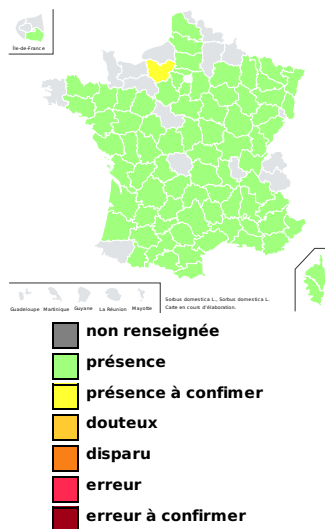 Île-de-France
Sorbus domestica L., Sorbus domestica L.
Carte en cours d'élaboration.
Guadeloupe Martinique Guyane La Réunion Mayotte
non renseignée
présence
présence à confimer
douteux
disparu
erreur
erreur à confirmer